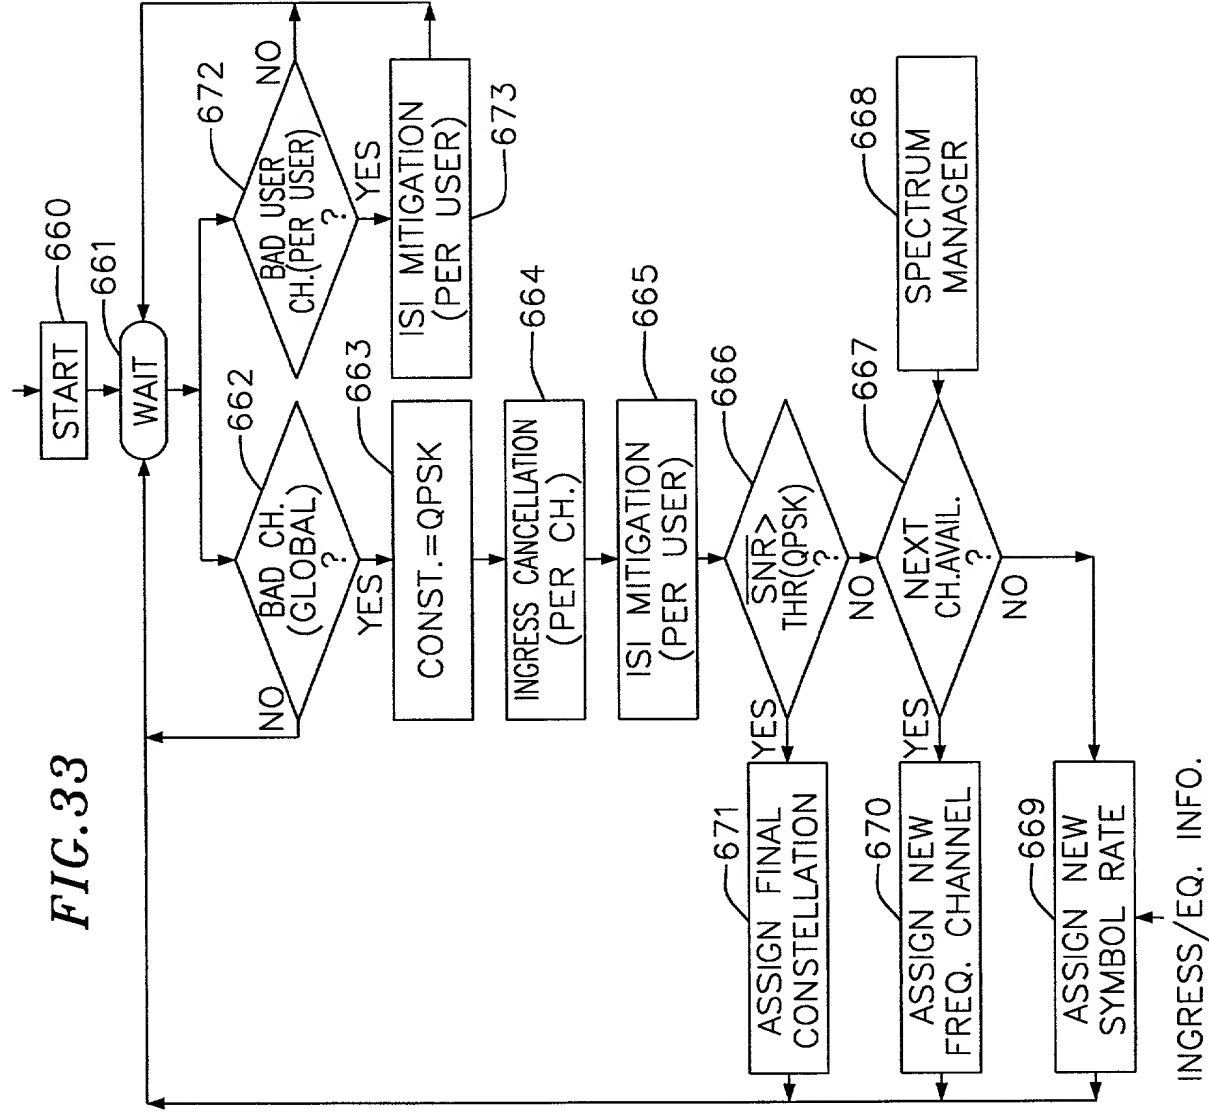 FIG.33
START
660
WAIT
661
BAD CH.
(GLOBAL)
?
662
NO
YES
BAD USER
CH.(PER USER)
?
672
NO
YES
CONST.=QPSK
663
ISI MITIGATION
(PER USER)
673
INGRESS CANCELLATION
(PER CH.)
664
ISI MITIGATION
(PER USER)
665
SNR>
THR(QPSK)
?
666
YES
NO
ASSIGN FINAL
CONSTELLATION
671
NEXT
CH.AVAIL.
?
667
YES
NO
SPECTRUM
MANAGER
668
ASSIGN NEW
FREQ. CHANNEL
670
ASSIGN NEW
SYMBOL RATE
669
INGRESS/EQ. INFO.